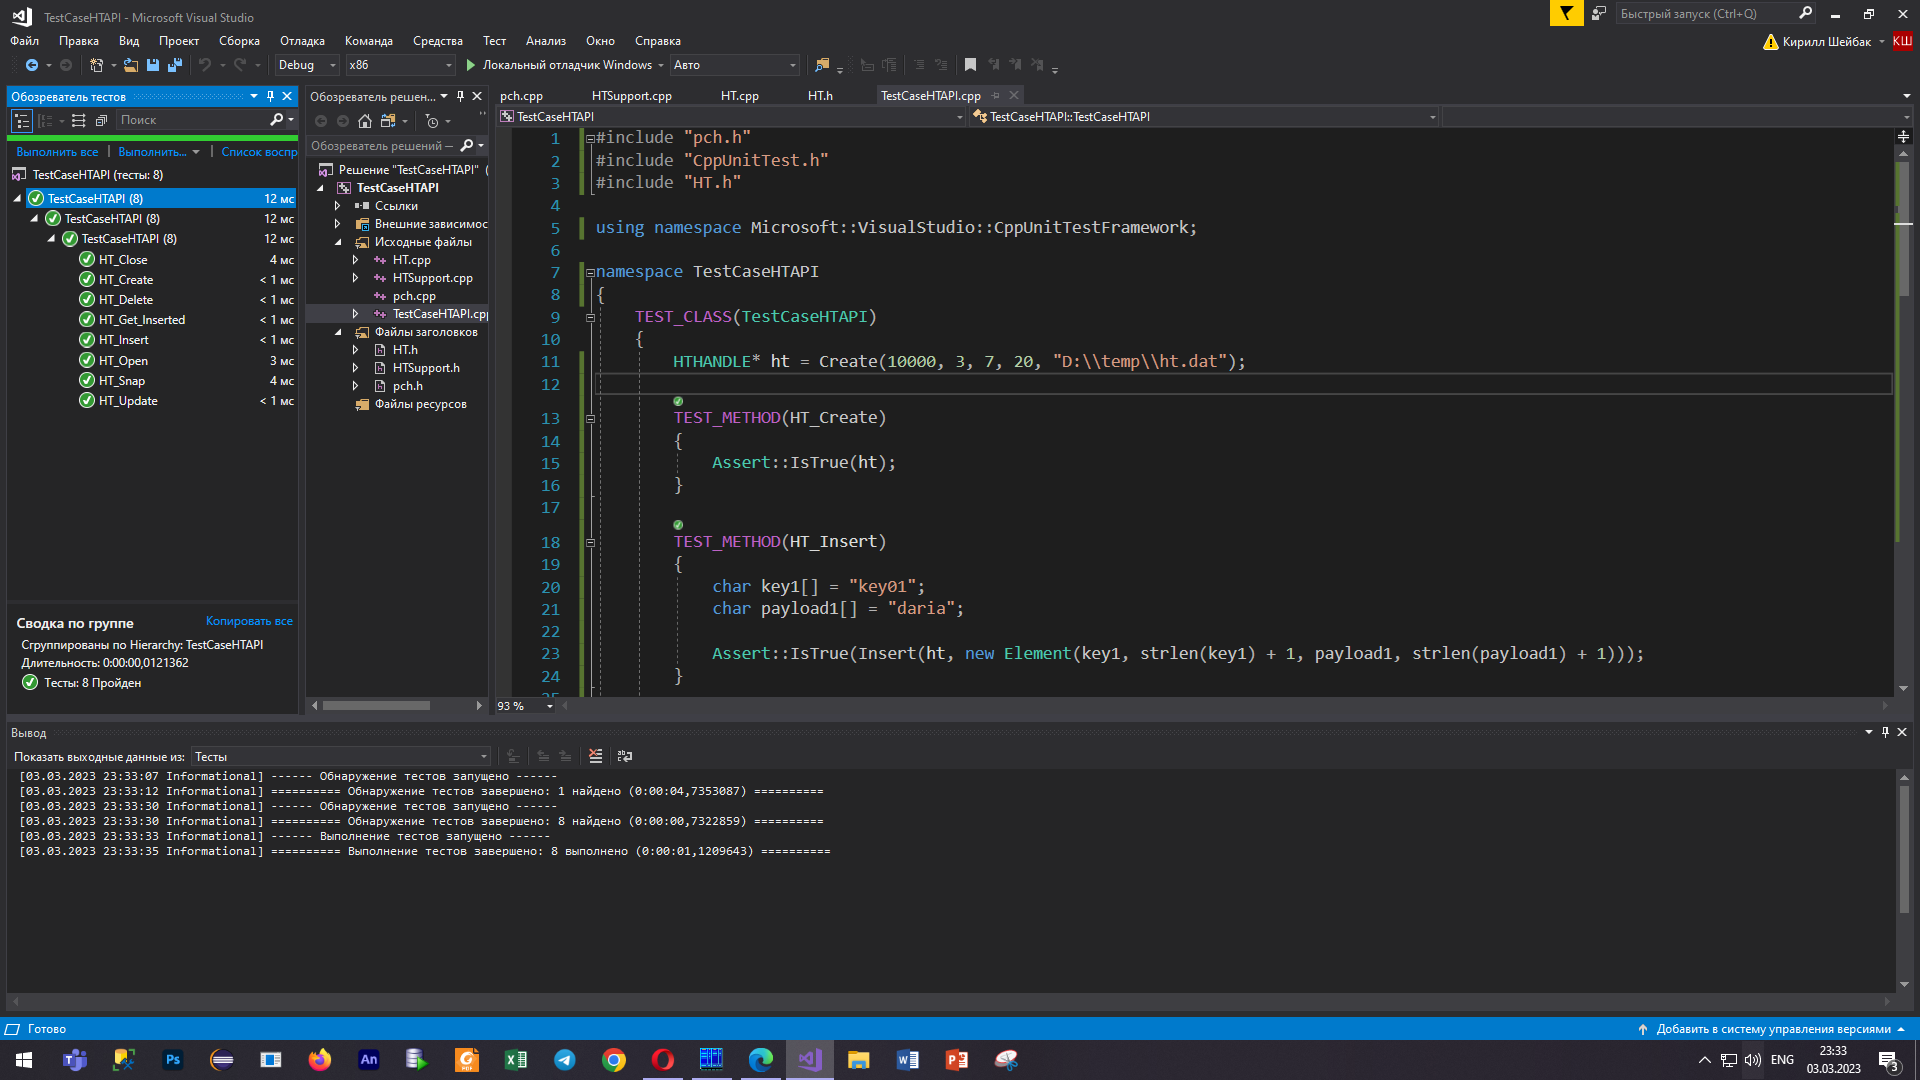 TestCaseHTAPI - Microsoft Visual Studio
Быстрый запуск (Ctrl+Q)
Файл Правка Вид Проект Сборка Отладка Команда Средства Тест Анализ Окно Справка
Кирилл Шейбак КШ
Debug x86 Локальный отладчик Windows Авто
Обозреватель тестов
Поиск
Выполнить все | Выполнить... | Список воспр
TestCaseHTAPI (тесты: 8)
TestCaseHTAPI (8) 12 мс
TestCaseHTAPI (8) 12 мс
TestCaseHTAPI (8) 12 мс
HT_Close 4 мс
HT_Create < 1 мс
HT_Delete < 1 мс
HT_Get_Inserted < 1 мс
HT_Insert < 1 мс
HT_Open 3 мс
HT_Snap 4 мс
HT_Update < 1 мс
Сводка по группе Копировать все
Сгруппированы по Hierarchy: TestCaseHTAPI
Длительность: 0:00:00,0121362
Тесты: 8 Пройден
Обозреватель решен...
Обозреватель решений –
Решение "TestCaseHTAPI" (
TestCaseHTAPI
Ссылки
Внешние зависимос
Исходные файлы
HT.cpp
HTSupport.cpp
pch.cpp
TestCaseHTAPI.cpp
Файлы заголовков
HT.h
HTSupport.h
pch.h
Файлы ресурсов
pch.cpp HTSupport.cpp HT.cpp HT.h TestCaseHTAPI.cpp
TestCaseHTAPI TestCaseHTAPI::TestCaseHTAPI
1 #include "pch.h"
2 #include "CppUnitTest.h"
3 #include "HT.h"
4
5 using namespace Microsoft::VisualStudio::CppUnitTestFramework;
6
7 namespace TestCaseHTAPI
8 {
9 TEST_CLASS(TestCaseHTAPI)
10 {
11 HTHANDLE* ht = Create(10000, 3, 7, 20, "D:\\temp\\ht.dat");
12
13 TEST_METHOD(HT_Create)
14 {
15 Assert::IsTrue(ht);
16 }
17
18 TEST_METHOD(HT_Insert)
19 {
20 char key1[] = "key01";
21 char payload1[] = "daria";
22
23 Assert::IsTrue(Insert(ht, new Element(key1, strlen(key1) + 1, payload1, strlen(payload1) + 1)));
24 }
25
93 %
Вывод
Показать выходные данные из: Тесты
[03.03.2023 23:33:07 Informational] ------ Обнаружение тестов запущено ------
[03.03.2023 23:33:12 Informational] ========== Обнаружение тестов завершено: 1 найдено (0:00:04,7353087) ==========
[03.03.2023 23:33:30 Informational] ------ Обнаружение тестов запущено ------
[03.03.2023 23:33:30 Informational] ========== Обнаружение тестов завершено: 8 найдено (0:00:00,7322859) ==========
[03.03.2023 23:33:33 Informational] ------ Выполнение тестов запущено ------
[03.03.2023 23:33:35 Informational] ========== Выполнение тестов завершено: 8 выполнено (0:00:01,1209643) ==========
Готово
Добавить в систему управления версиями
Ps An PDF
ENG
23:33
03.03.2023
3